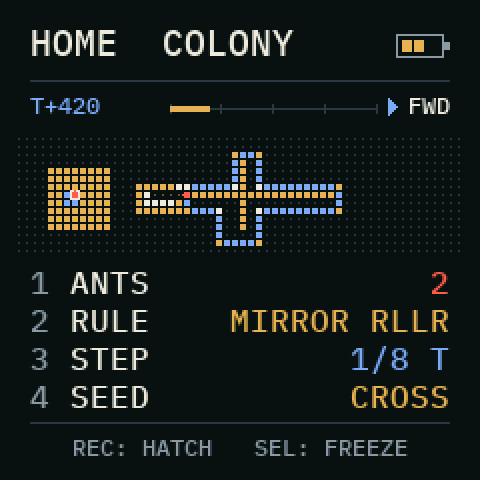 HOME COLONY
T+420 FWD
1 ANTS 2
2 RULE MIRROR RLLR
3 STEP 1/8 T
4 SEED CROSS
REC: HATCH SEL: FREEZE